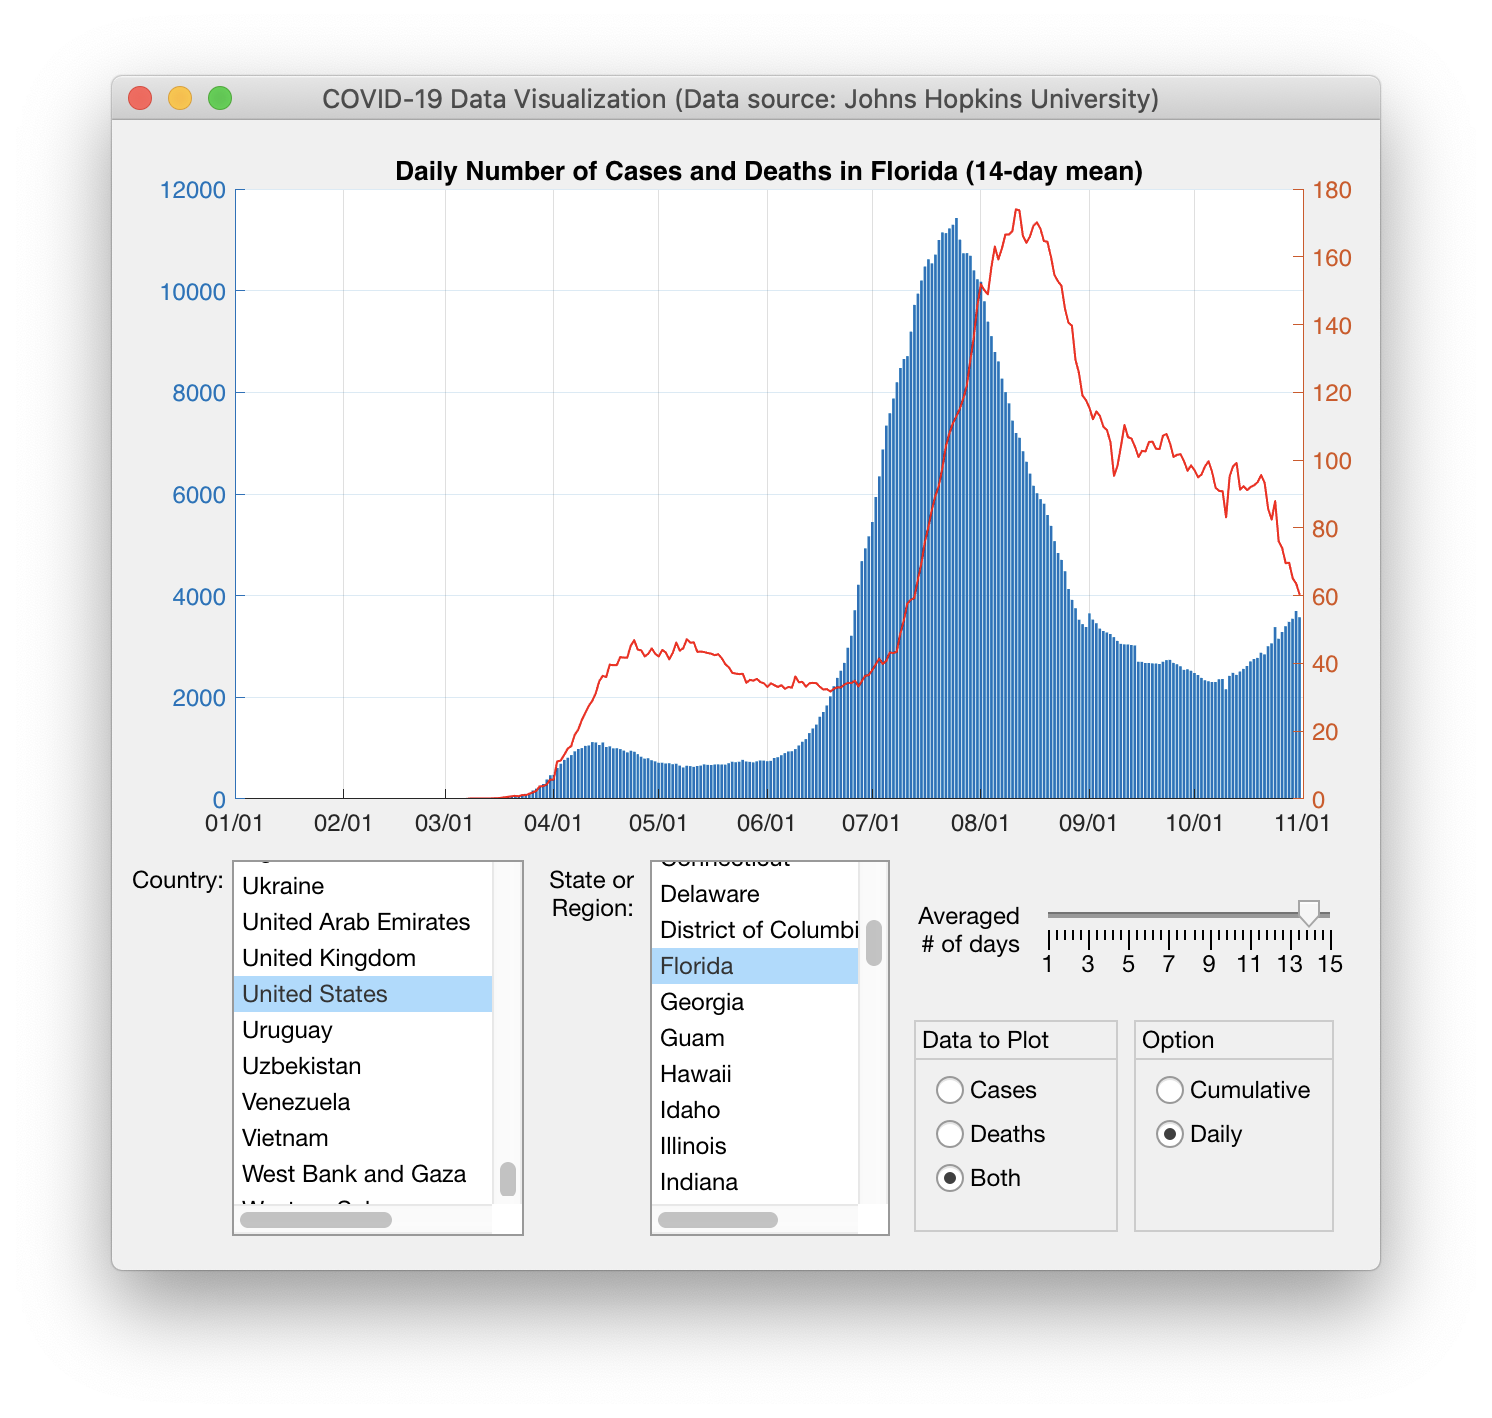 COVID-19 Data Visualization (Data source: Johns Hopkins University)
Daily Number of Cases and Deaths in Florida (14-day mean)
12000
10000
8000
6000
4000
2000
0
180
160
140
120
100
80
60
40
20
0
01/01 02/01 03/01 04/01 05/01 06/01 07/01 08/01 09/01 10/01 11/01
Country:
Ukraine
United Arab Emirates
United Kingdom
United States
Uruguay
Uzbekistan
Venezuela
Vietnam
West Bank and Gaza
State or
Region:
Connecticut
Delaware
District of Columbi
Florida
Georgia
Guam
Hawaii
Idaho
Illinois
Indiana
Averaged
# of days
1 3 5 7 9 11 13 15
Data to Plot
Cases
Deaths
Both
Option
Cumulative
Daily